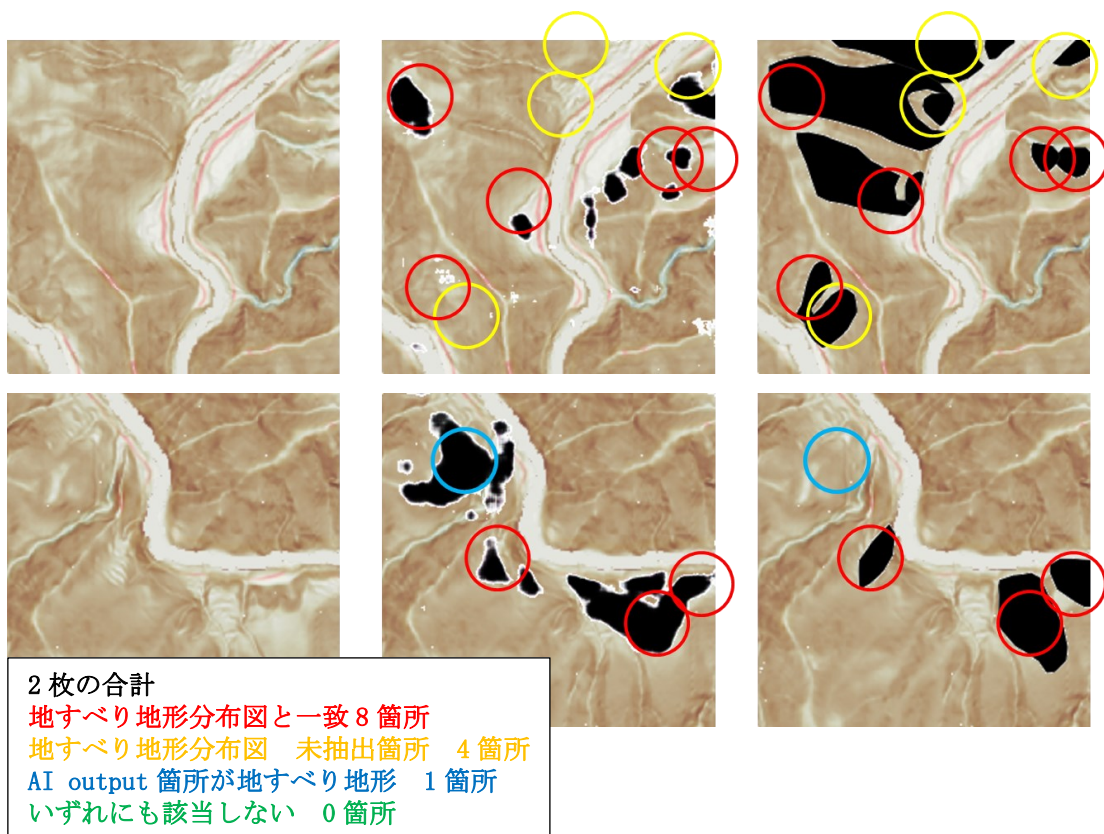 2枚の合計
地すべり地形分布図と一致8箇所
地すべり地形分布図　未抽出箇所　4箇所
AI output 箇所が地すべり地形　1箇所
いずれにも該当しない　0箇所